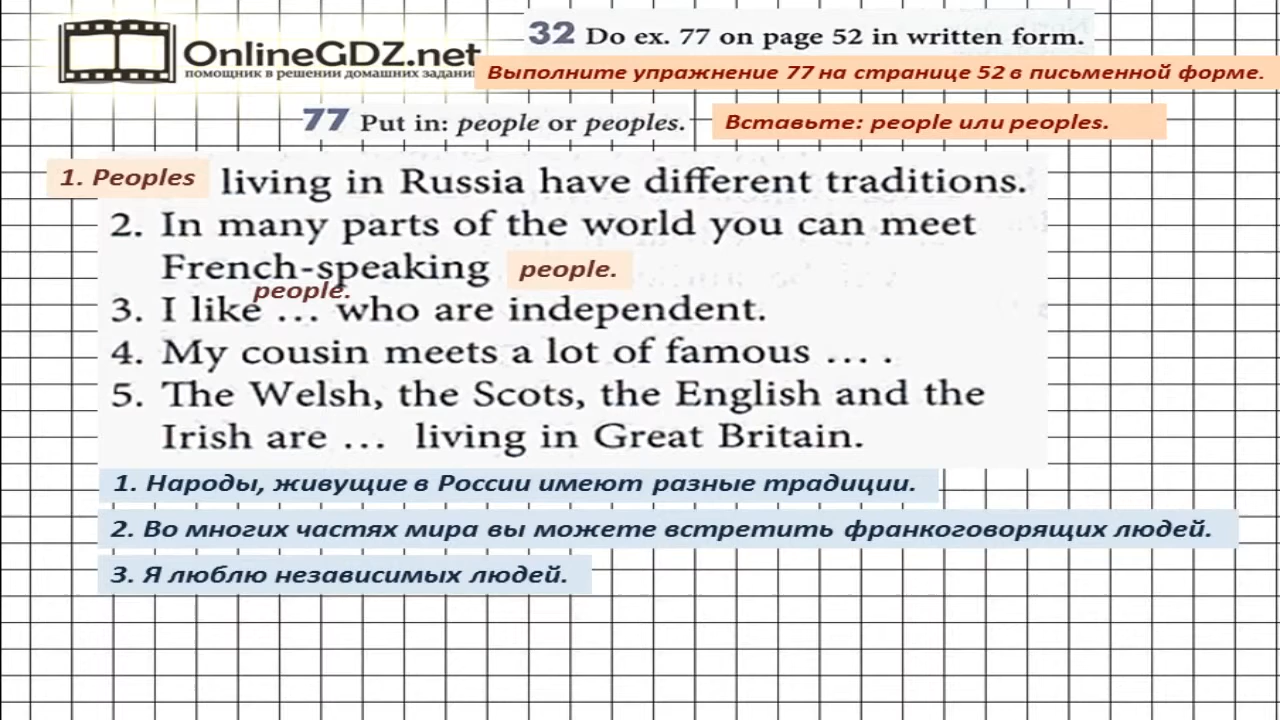 OnlineGDZ.net
помощник в решении домашних заданий
32 Do ex. 77 on page 52 in written form.
Выполните упражнение 77 на странице 52 в письменной форме.
77 Put in: people or peoples.
Вставьте: people или peoples.
1. Peoples living in Russia have different traditions.
2. In many parts of the world you can meet
French-speaking people.
people.
3. I like ... who are independent.
4. My cousin meets a lot of famous ... .
5. The Welsh, the Scots, the English and the
Irish are ... living in Great Britain.
1. Народы, живущие в России имеют разные традиции.
2. Во многих частях мира вы можете встретить франкоговорящих людей.
3. Я люблю независимых людей.